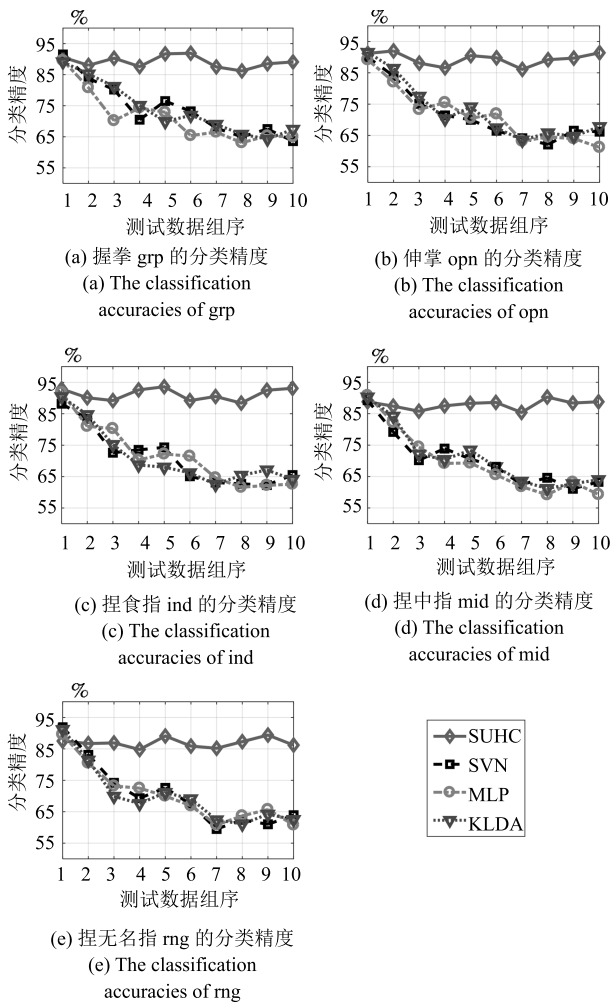 %
95
85
75
65
55
分类精度
1 2 3 4 5 6 7 8 9 10
测试数据组序
(a) 握拳 grp 的分类精度
(a) The classification
accuracies of grp
%
95
85
75
65
55
分类精度
1 2 3 4 5 6 7 8 9 10
测试数据组序
(b) 伸掌 opn 的分类精度
(b) The classification
accuracies of opn
%
95
85
75
65
55
分类精度
1 2 3 4 5 6 7 8 9 10
测试数据组序
(c) 捏食指 ind 的分类精度
(c) The classification
accuracies of ind
%
95
85
75
65
55
分类精度
1 2 3 4 5 6 7 8 9 10
测试数据组序
(d) 捏中指 mid 的分类精度
(d) The classification
accuracies of mid
%
95
85
75
65
55
分类精度
1 2 3 4 5 6 7 8 9 10
测试数据组序
(e) 捏无名指 rng 的分类精度
(e) The classification
accuracies of rng
SUHC
SVN
MLP
KLDA